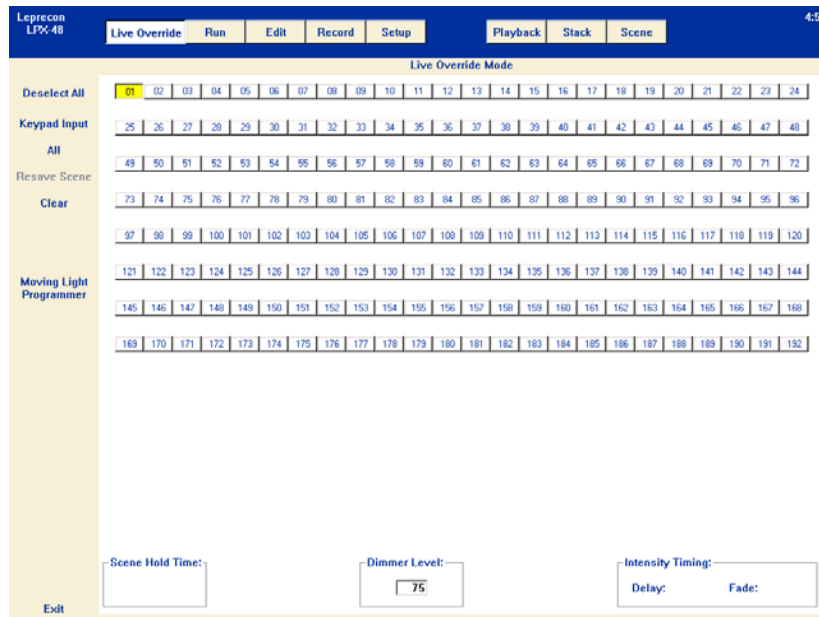 Leprecon
LPX-48
Live Override Run Edit Record Setup Playback Stack Scene
Live Override Mode
Deselect All
Keypad Input
All
Resave Scene
Clear
Moving Light
Programmer
Exit
01 02 03 04 05 06 07 08 09 10 11 12 13 14 15 16 17 18 19 20 21 22 23 24
25 26 27 28 29 30 31 32 33 34 35 36 37 38 39 40 41 42 43 44 45 46 47 48
49 50 51 52 53 54 55 56 57 58 59 60 61 62 63 64 65 66 67 68 69 70 71 72
73 74 75 76 77 78 79 80 81 82 83 84 85 86 87 88 89 90 91 92 93 94 95 96
97 98 99 100 101 102 103 104 105 106 107 108 109 110 111 112 113 114 115 116 117 118 119 120
121 122 123 124 125 126 127 128 129 130 131 132 133 134 135 136 137 138 139 140 141 142 143 144
145 146 147 148 149 150 151 152 153 154 155 156 157 158 159 160 161 162 163 164 165 166 167 168
169 170 171 172 173 174 175 176 177 178 179 180 181 182 183 184 185 186 187 188 189 190 191 192
Scene Hold Time:
Dimmer Level:
75
Intensity Timing:
Delay: Fade: